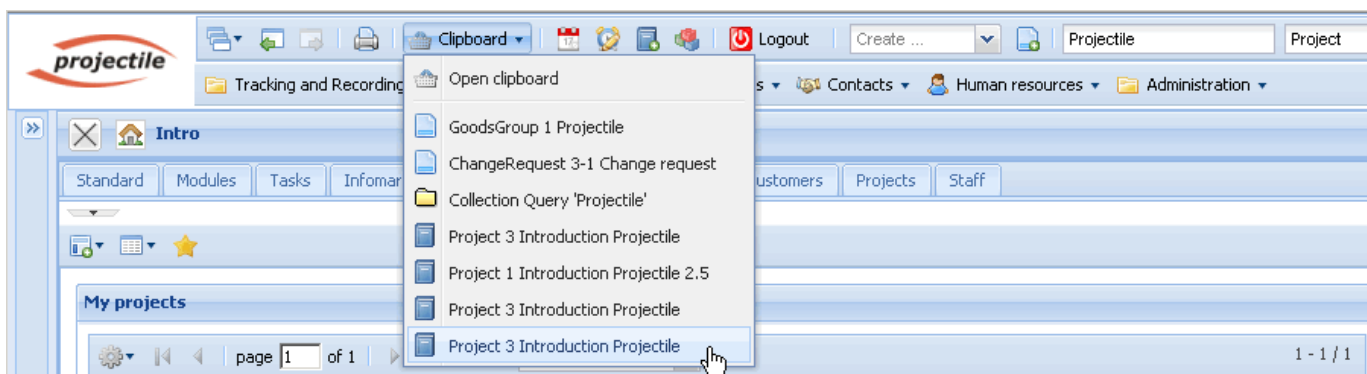 projectile
Clipboard
Logout
Create ...
Projectile
Project
Tracking and Recording
s
Contacts
Human resources
Administration
Open clipboard
GoodsGroup 1 Projectile
ChangeRequest 3-1 Change request
Collection Query 'Projectile'
Project 3 Introduction Projectile
Project 1 Introduction Projectile 2.5
Project 3 Introduction Projectile
Project 3 Introduction Projectile
Intro
Standard Modules Tasks Infomar ustomers Projects Staff
My projects
page 1 of 1
1 - 1 / 1